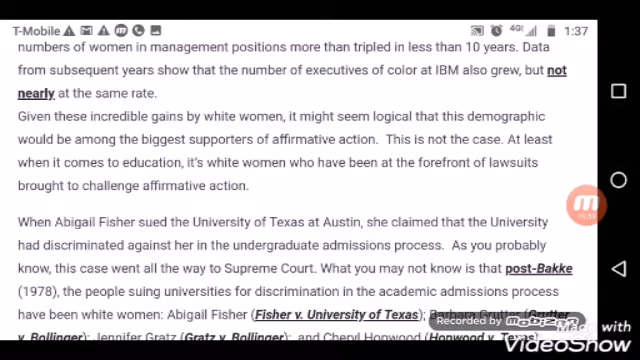 T-Mobile
4G
1:37
numbers of women in management positions more than tripled in less than 10 years. Data
from subsequent years show that the number of executives of color at IBM also grew, but not
nearly at the same rate.
Given these incredible gains by white women, it might seem logical that this demographic
would be among the biggest supporters of affirmative action. This is not the case. At least
when it comes to education, it's white women who have been at the forefront of lawsuits
brought to challenge affirmative action.
When Abigail Fisher sued the University of Texas at Austin, she claimed that the University
had discriminated against her in the undergraduate admissions process. As you probably
know, this case went all the way to Supreme Court. What you may not know is that post-Bakke
(1978), the people suing universities for discrimination in the academic admissions process
have been white women: Abigail Fisher (Fisher v. University of Texas); Barbara Grutter (Grutter
v. Bollinger); Jennifer Gratz (Gratz v. Bollinger); and Cheryl Hopwood (Hopwood v. Texas)
Recorded by
Made with
VideoShow